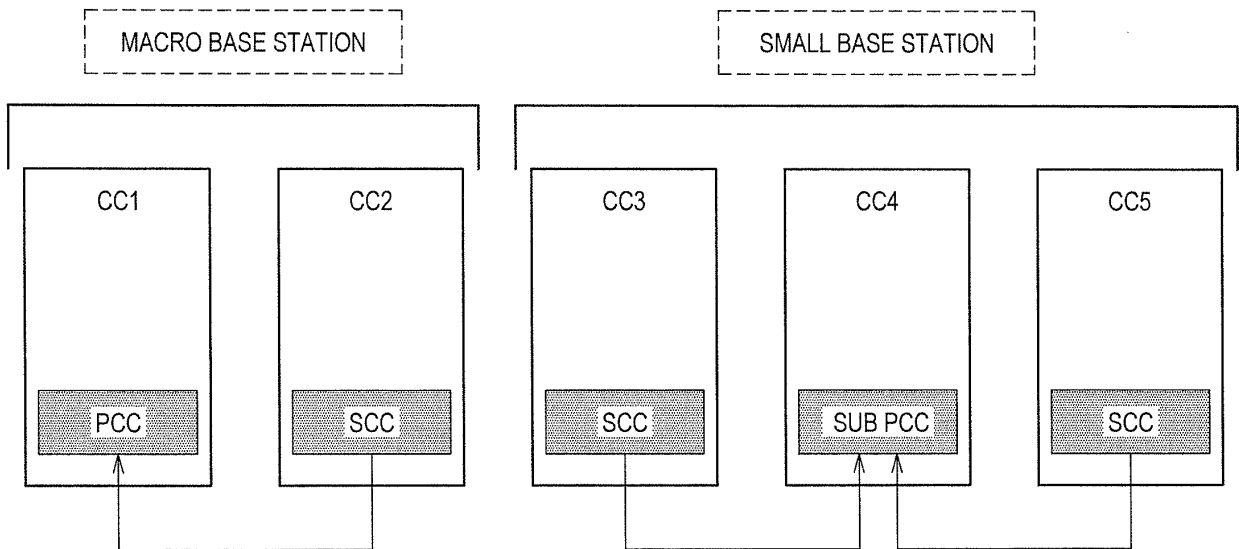 MACRO BASE STATION
SMALL BASE STATION
CC1
CC2
CC3
CC4
CC5
PCC
SCC
SCC
SUB PCC
SCC